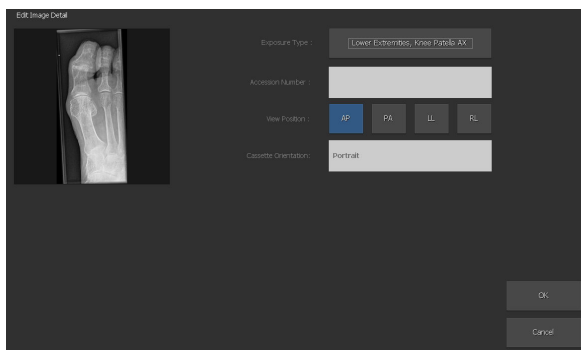 Edit Image Detail
Exposure Type :
Lower Extremities, Knee Patella AX
Accession Number :
View Position :
AP
PA
LL
RL
Cassette Orientation:
Portrait
OK
Cancel